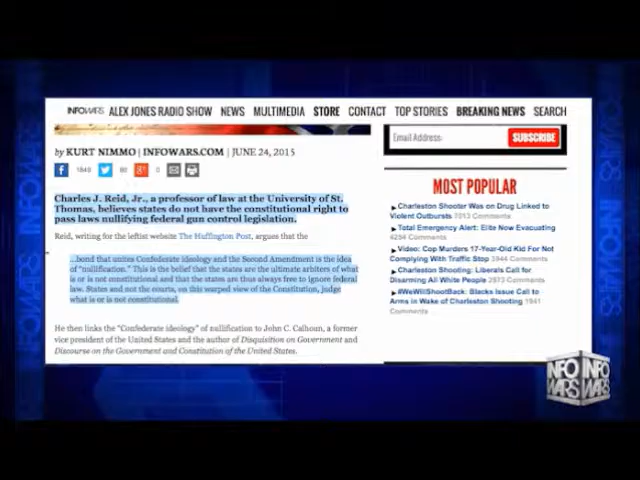 INFOWARS ALEX JONES RADIO SHOW NEWS MULTIMEDIA STORE CONTACT TOP STORIES BREAKING NEWS SEARCH
by KURT NIMMO | INFOWARS.COM | JUNE 24, 2015
Charles J. Reid, Jr., a professor of law at the University of St.
Thomas, believes states do not have the constitutional right to
pass laws nullifying federal gun control legislation.
Reid, writing for the leftist website The Huffington Post, argues that the
...bond that unites Confederate ideology and the Second Amendment is the idea
of "nullification." This is the belief that the states are the ultimate arbiters of what
is or is not constitutional and that the states are thus always free to ignore federal
law. States and not the courts, on this warped view of the Constitution, judge
what is or is not constitutional.
He then links the "Confederate ideology" of nullification to John C. Calhoun, a former
vice president of the United States and the author of Disquisition on Government and
Discourse on the Government and Constitution of the United States.
Email Address:
SUBSCRIBE
MOST POPULAR
Charleston Shooter Was on Drug Linked to
Violent Outbursts 7013 Comments
Total Emergency Alert: Elite Now Evacuating
Comments
Video: Cop Murders 17-Year-Old Kid For Not
Complying With Traffic Stop 3944 Comments
Charleston Shooting: Liberals Call for
Disarming All White People Comments
#WeWillShootBack: Blacks Issue Call to
Arms in Wake of Charleston Shooting
Comments
INFO WARS
INFO WARS